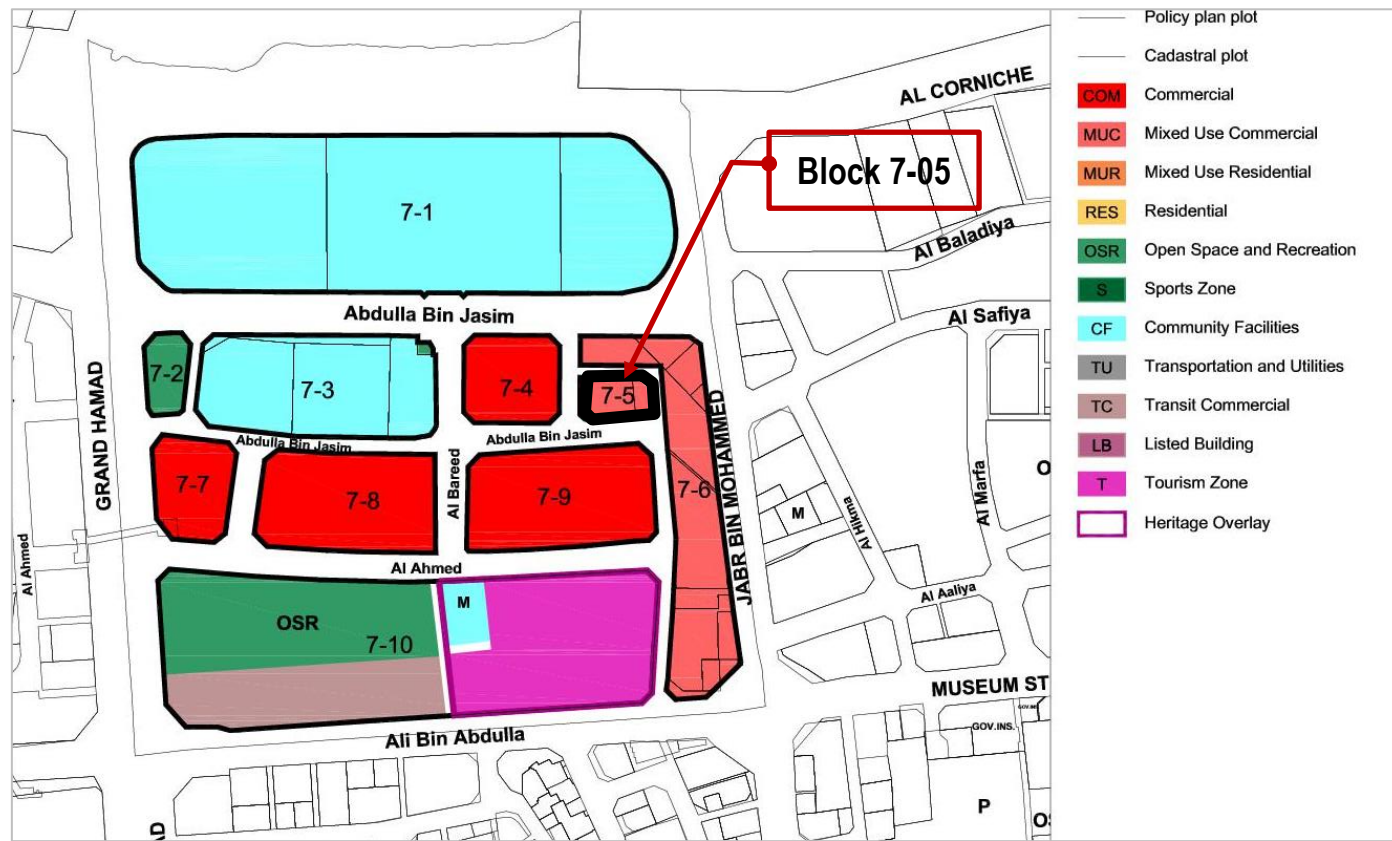 AL CORNICHE
Block 7-05
7-1
Al Baladiya
Abdulla Bin Jasim
Al Safiya
7-2
7-3
7-4
7-5
GRAND HAMAD
Abdulla Bin Jasim
Abdulla Bin Jasim
JABR BIN MOHAMMED
7-7
7-8
Al Bareed
7-9
7-6
M
Al Hikma
Al Marfa
O
Al Ahmed
Al Ahmed
Al Aaliya
OSR
7-10
M
MUSEUM ST
Ali Bin Abdulla
GOV.INS.
P
AD
Policy plan plot
Cadastral plot
COM Commercial
MUC Mixed Use Commercial
MUR Mixed Use Residential
RES Residential
OSR Open Space and Recreation
S Sports Zone
CF Community Facilities
TU Transportation and Utilities
TC Transit Commercial
LB Listed Building
T Tourism Zone
Heritage Overlay